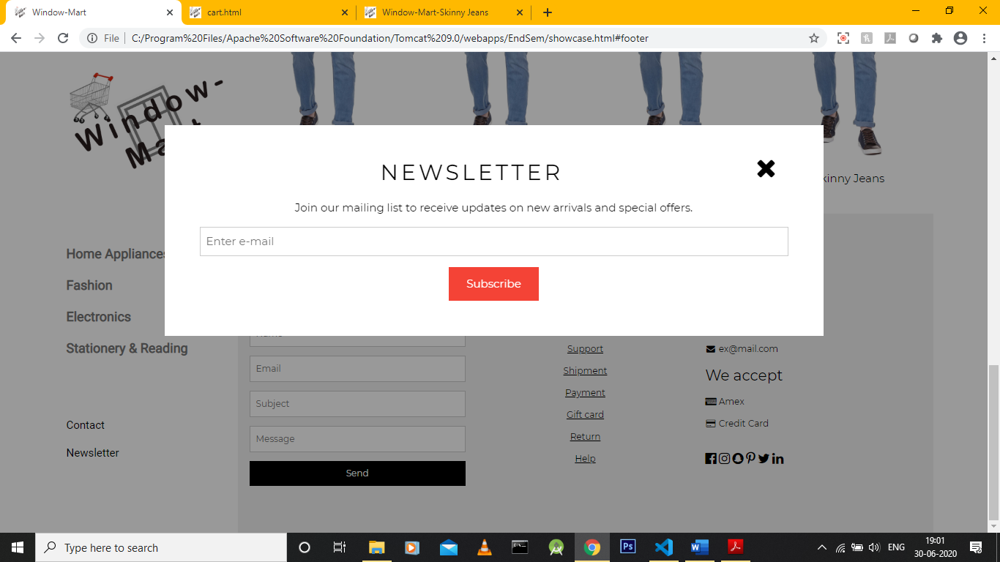 Window-Mart
cart.html
Window-Mart-Skinny Jeans
File
C:/Program%20Files/Apache%20Software%20Foundation/Tomcat%209.0/webapps/EndSem/showcase.html#footer
Window-
NEWSLETTER
Join our mailing list to receive updates on new arrivals and special offers.
Enter e-mail
Subscribe
kinny Jeans
Home Appliances
Fashion
Electronics
Stationery & Reading
Contact
Newsletter
Email
Subject
Message
Send
Support
Shipment
Payment
Gift card
Return
Help
ex@mail.com
We accept
Amex
Credit Card
Type here to search
Ps
ENG
19:01
30-06-2020